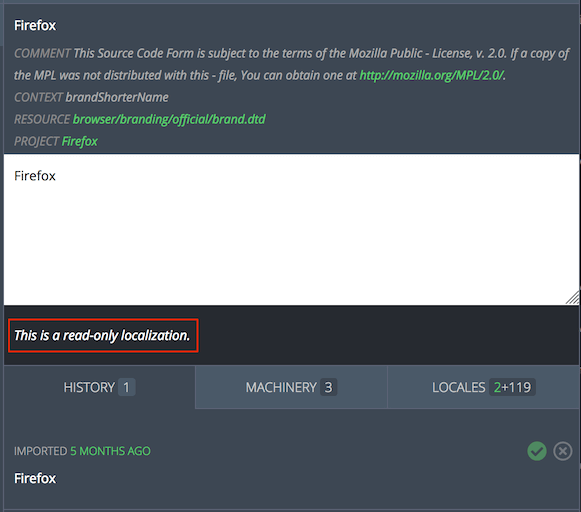 Firefox
COMMENT This Source Code Form is subject to the terms of the Mozilla Public - License, v. 2.0. If a copy of
the MPL was not distributed with this - file, You can obtain one at http://mozilla.org/MPL/2.0/.
CONTEXT brandShorterName
RESOURCE browser/branding/official/brand.dtd
PROJECT Firefox
Firefox
This is a read-only localization.
HISTORY 1 MACHINERY 3 LOCALES 2+119
IMPORTED 5 MONTHS AGO
Firefox